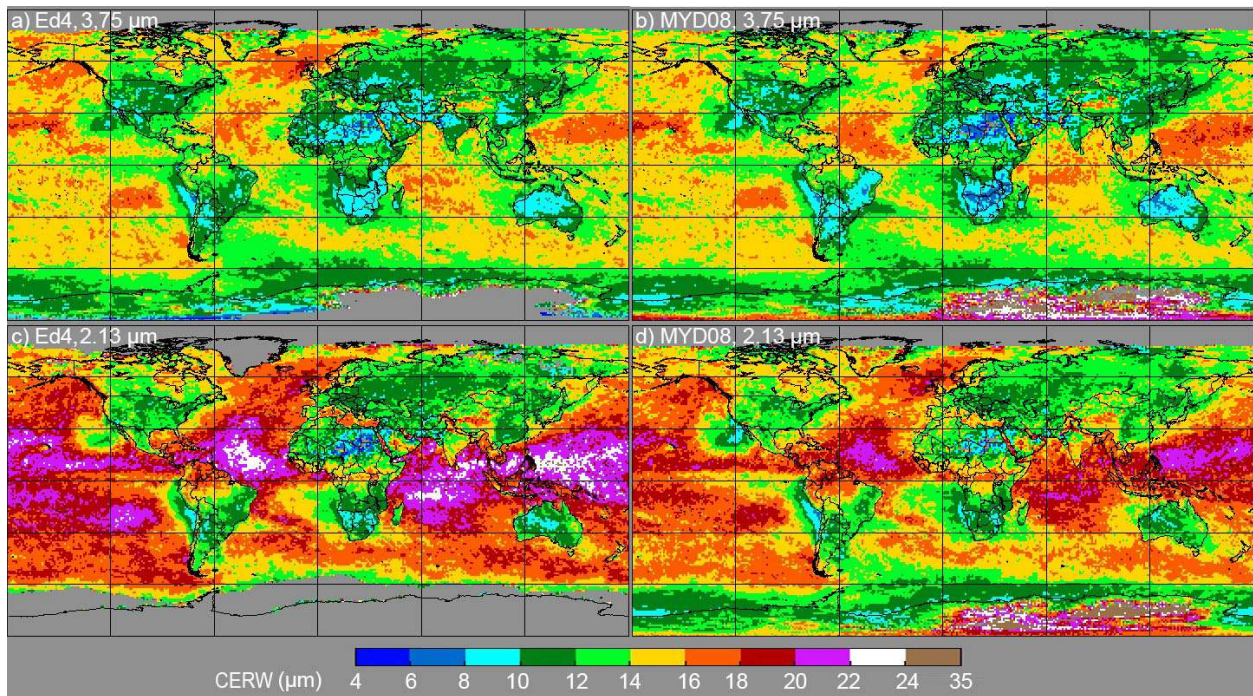 a) Ed4, 3.75 µm
b) MYD08, 3.75 µm
c) Ed4, 2.13 µm
d) MYD08, 2.13 µm
4 6 8 10 12 14 16 18 20 22 24 35
CERW (µm)